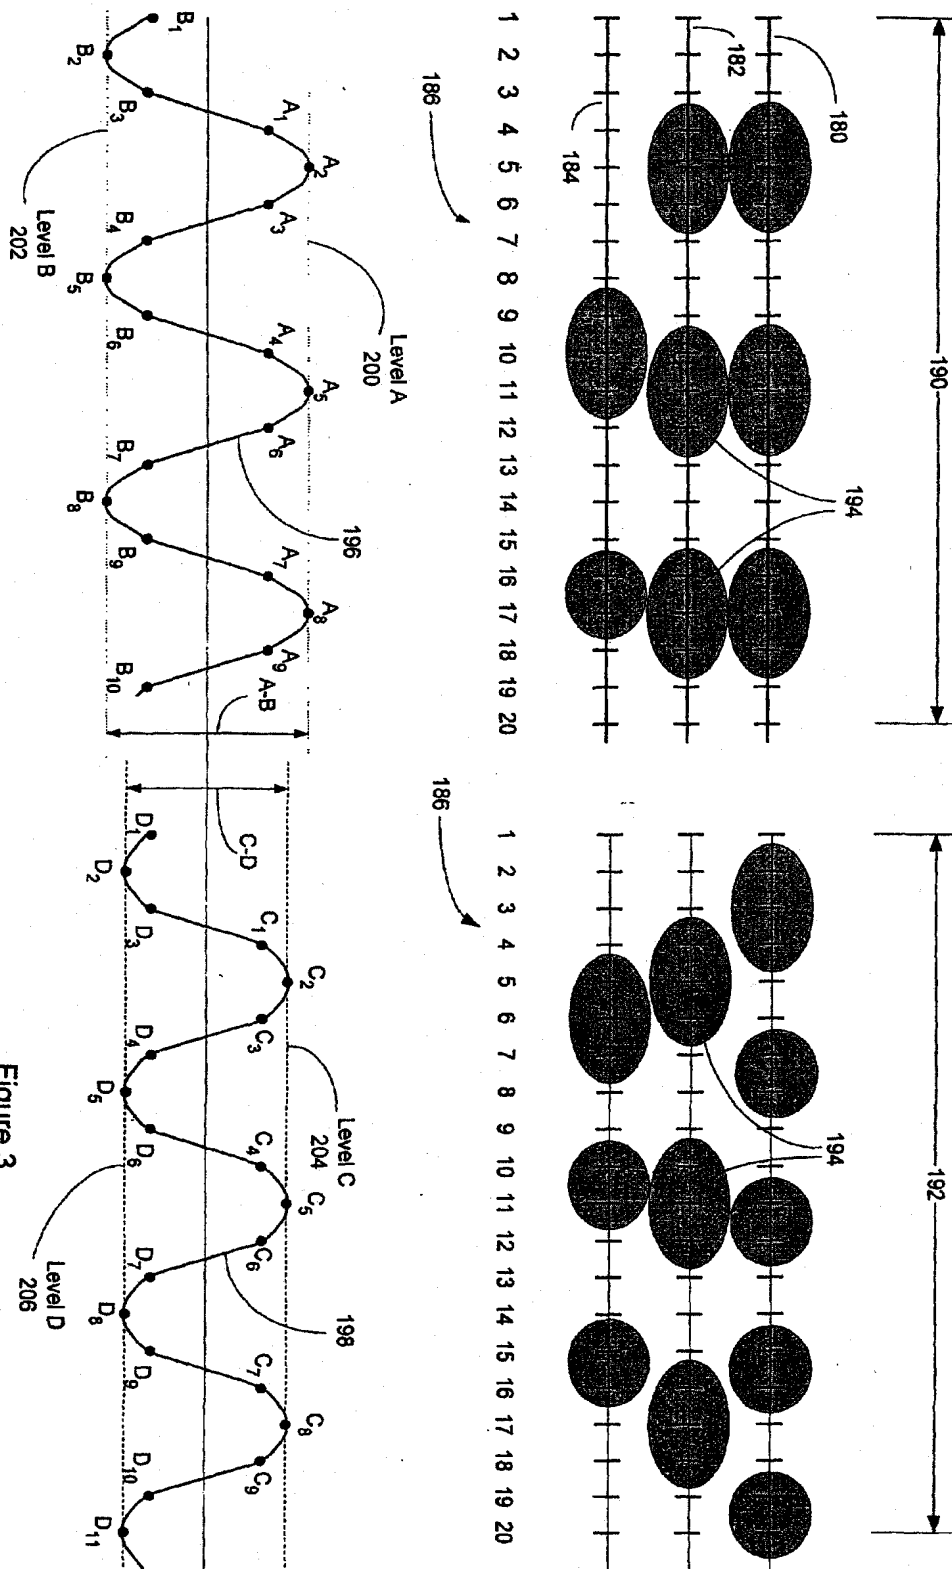 190
192
180
194
194
182
184
1 2 3 4 5 6 7 8 9 10 11 12 13 14 15 16 17 18 19 20
1 2 3 4 5 6 7 8 9 10 11 12 13 14 15 16 17 18 19 20
186
186
Level A
200
196
Level C
204
198
A1 A2 A3 A4 A5 A6 A7 A8 A9
A-B
C-D
C1 C2 C3 C4 C5 C6 C7 C8 C9
B1 B2 B3 B4 B5 B6 B7 B8 B9 B10
D1 D2 D3 D4 D5 D6 D7 D8 D9 D10 D11
Level B
202
Level D
206
Figure 3